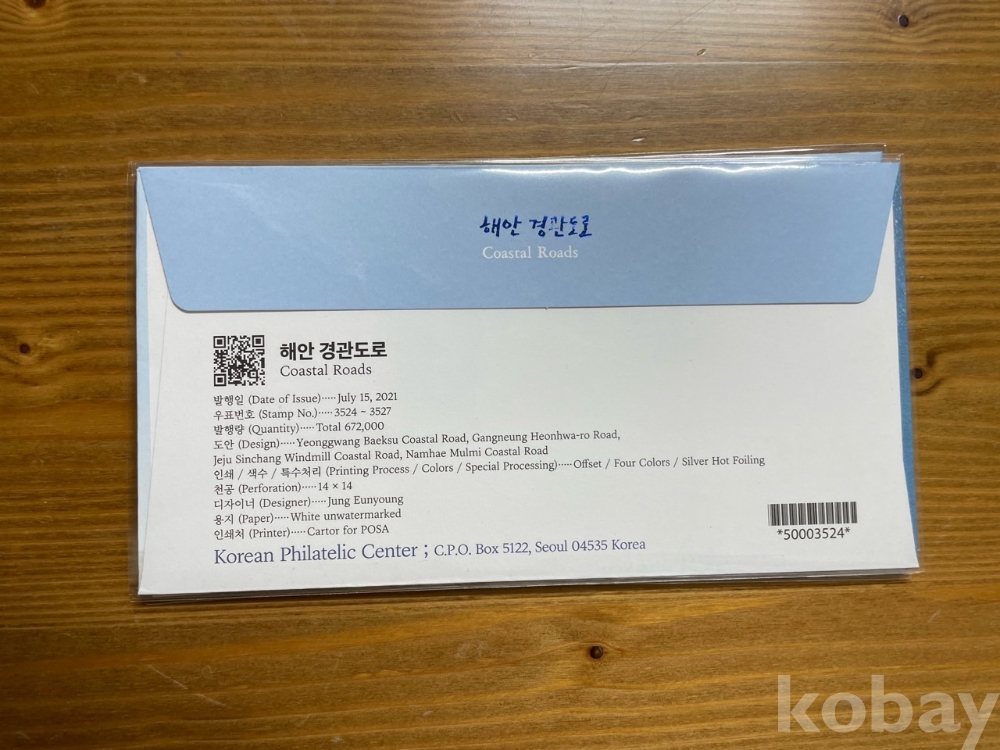 해안 경관도로
Coastal Roads
해안 경관도로
Coastal Roads
발행일 (Date of Issue)·····July 15, 2021
우표번호 (Stamp No.)·····3524 ~ 3527
발행량 (Quantity)·····Total 672,000
도안 (Design)·····Yeonggwang Baeksu Coastal Road, Gangneung Heonhwa-ro Road,
Jeju Sinchang Windmill Coastal Road, Namhae Mulmi Coastal Road
인쇄 / 색수 / 특수처리 (Printing Process / Colors / Special Processing)·····Offset / Four Colors / Silver Hot Foiling
천공 (Perforation)·····14 × 14
디자이너 (Designer)·····Jung Eunyoung
용지 (Paper)·····White unwatermarked
인쇄처 (Printer)·····Cartor for POSA
*50003524*
Korean Philatelic Center ; C.P.O. Box 5122, Seoul 04535 Korea
kobay